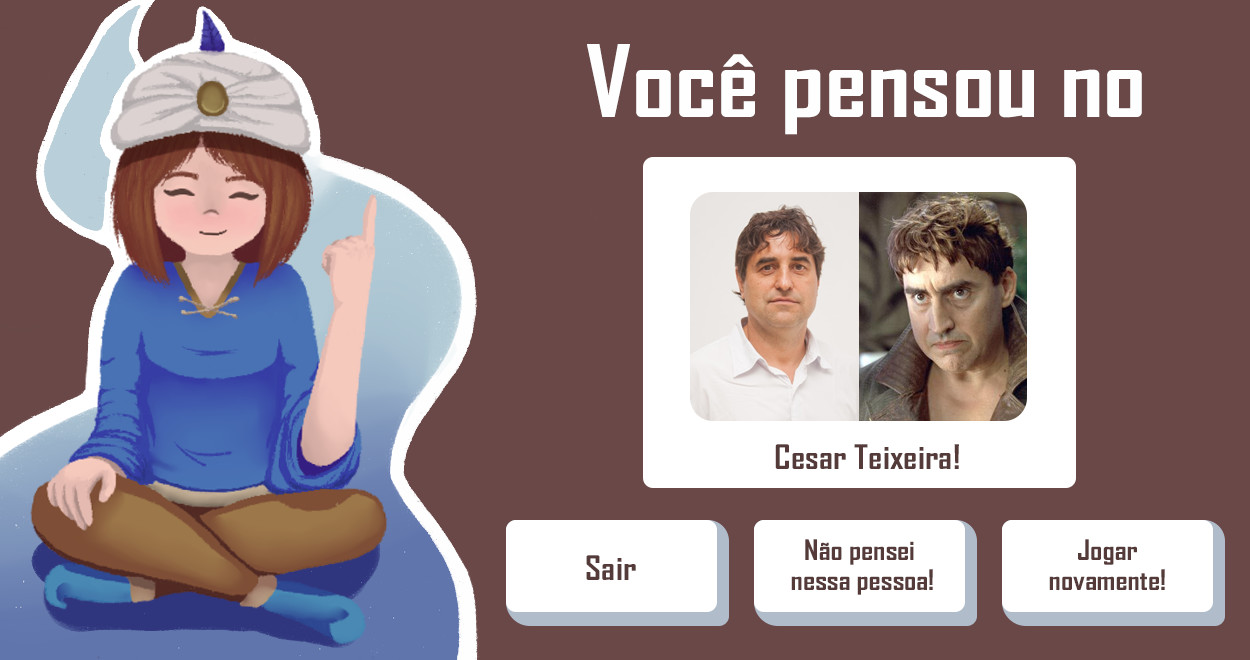 Você pensou no
Cesar Teixeira!
Sair
Não pensei
nessa pessoa!
Jogar
novamente!